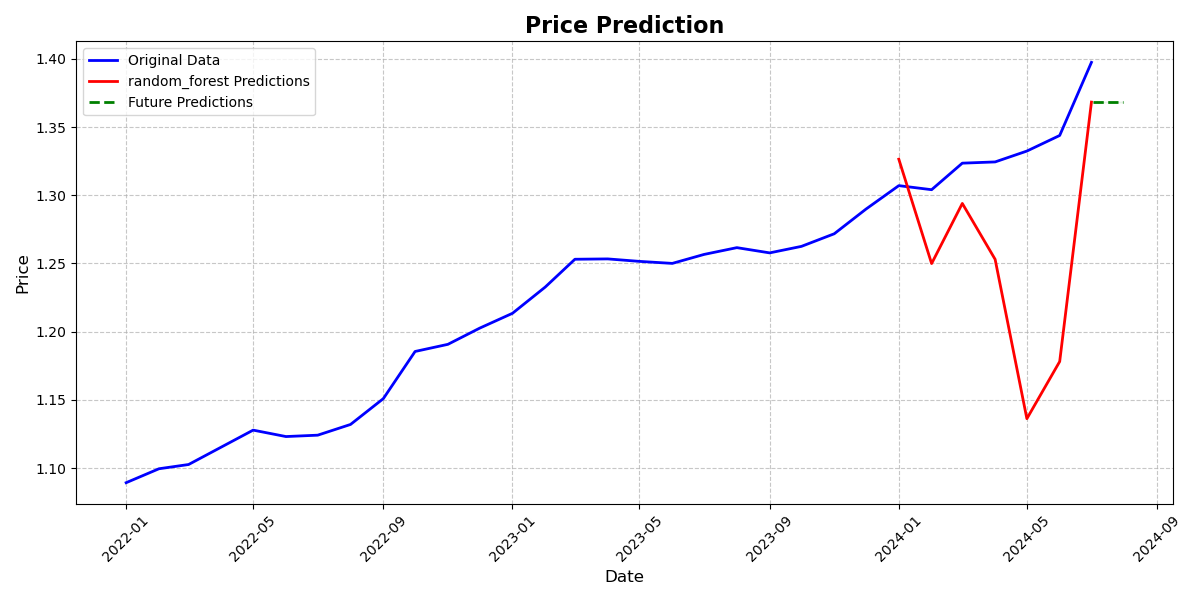 Price Prediction
Original Data
random_forest Predictions
Future Predictions
Price
1.40
1.35
1.30
1.25
1.20
1.15
1.10
2022-01
2022-05
2022-09
2023-01
2023-05
2023-09
2024-01
2024-05
2024-09
Date